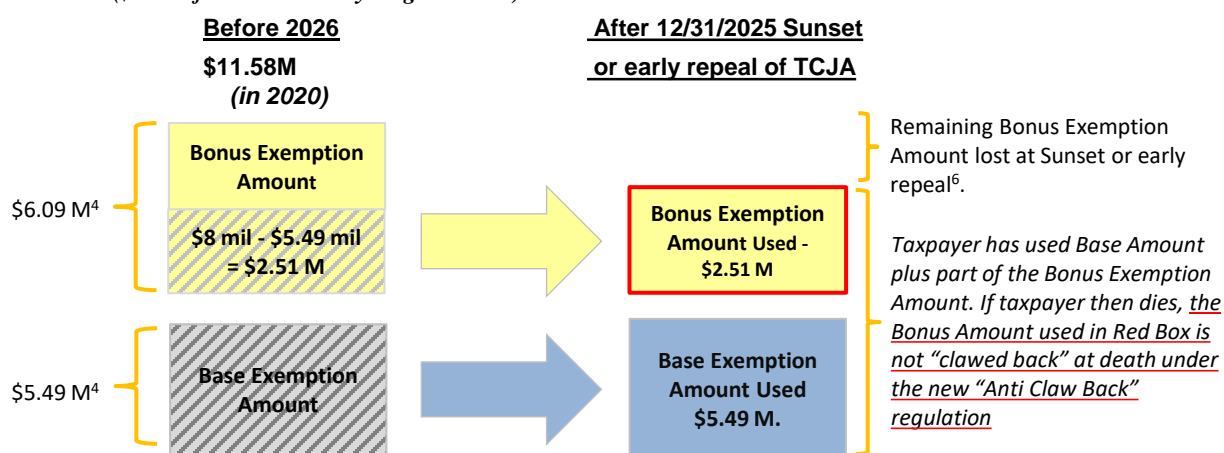 Before 2026
After 12/31/2025 Sunset
$11.58M
or early repeal of TCJA
(in 2020)
Bonus Exemption
Amount
$6.09 M4
$8 mil - $5.49 mil
= $2.51 M
Bonus Exemption
Amount Used -
$2.51 M
Remaining Bonus Exemption
Amount lost at Sunset or early
repeal6.
Taxpayer has used Base Amount
plus part of the Bonus Exemption
Amount. If taxpayer then dies, the
Bonus Amount used in Red Box is
not “clawed back” at death under
the new “Anti Claw Back”
regulation
$5.49 M4
Base Exemption
Amount
Base Exemption
Amount Used
$5.49 M.